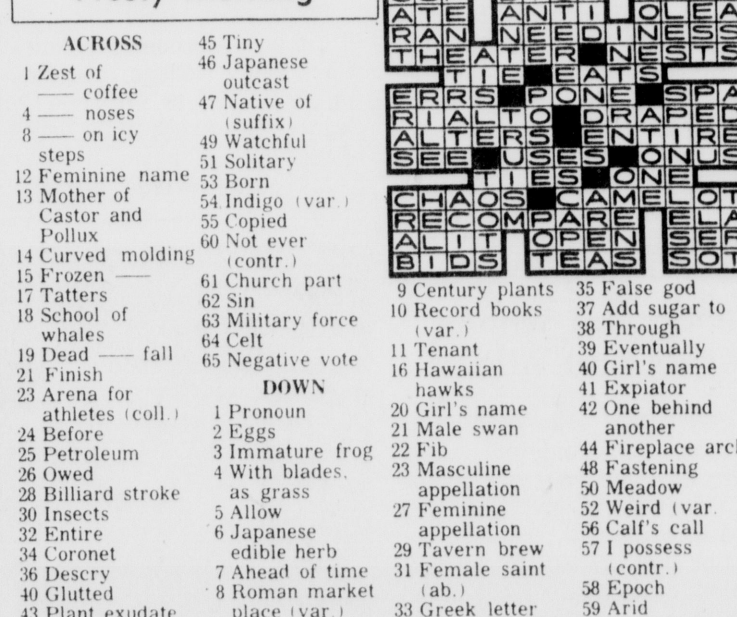 ACROSS
1 Zest of
—— coffee
4 —— noses
8 —— on icy
steps
12 Feminine name
13 Mother of
Castor and
Pollux
14 Curved molding
15 Frozen ——
17 Tatters
18 School of
whales
19 Dead —— fall
21 Finish
23 Arena for
athletes (coll.)
24 Before
25 Petroleum
26 Owed
28 Billiard stroke
30 Insects
32 Entire
34 Coronet
36 Descry
40 Glutted
43 Plant exudate
45 Tiny
46 Japanese
outcast
47 Native of
(suffix)
49 Watchful
51 Solitary
53 Born
54 Indigo (var.)
55 Copied
60 Not ever
(contr.)
61 Church part
62 Sin
63 Military force
64 Celt
65 Negative vote
DOWN
1 Pronoun
2 Eggs
3 Immature frog
4 With blades,
as grass
5 Allow
6 Japanese
edible herb
7 Ahead of time
8 Roman market
place (var.)
ATE ANTI OLEA
RAN NEEDINESS
THEATER NESTS
TIE EATS
ERRS PONE SPA
RIALTO DRAPED
ALTERS ENTIRE
SEE USES ONUS
TIES ONE
CHAOS CAMELOT
RECOMPARE ELA
ALIT OPEN SER
BIDS TEAS SOT
9 Century plants
10 Record books
(var.)
11 Tenant
16 Hawaiian
hawks
20 Girl's name
21 Male swan
22 Fib
23 Masculine
appellation
27 Feminine
appellation
29 Tavern brew
31 Female saint
(ab.)
33 Greek letter
35 False god
37 Add sugar to
38 Through
39 Eventually
40 Girl's name
41 Expiator
42 One behind
another
44 Fireplace
48 Fastening
50 Meadow
52 Weird (var.
56 Calf's call
57 I possess
(contr.)
58 Epoch
59 Arid